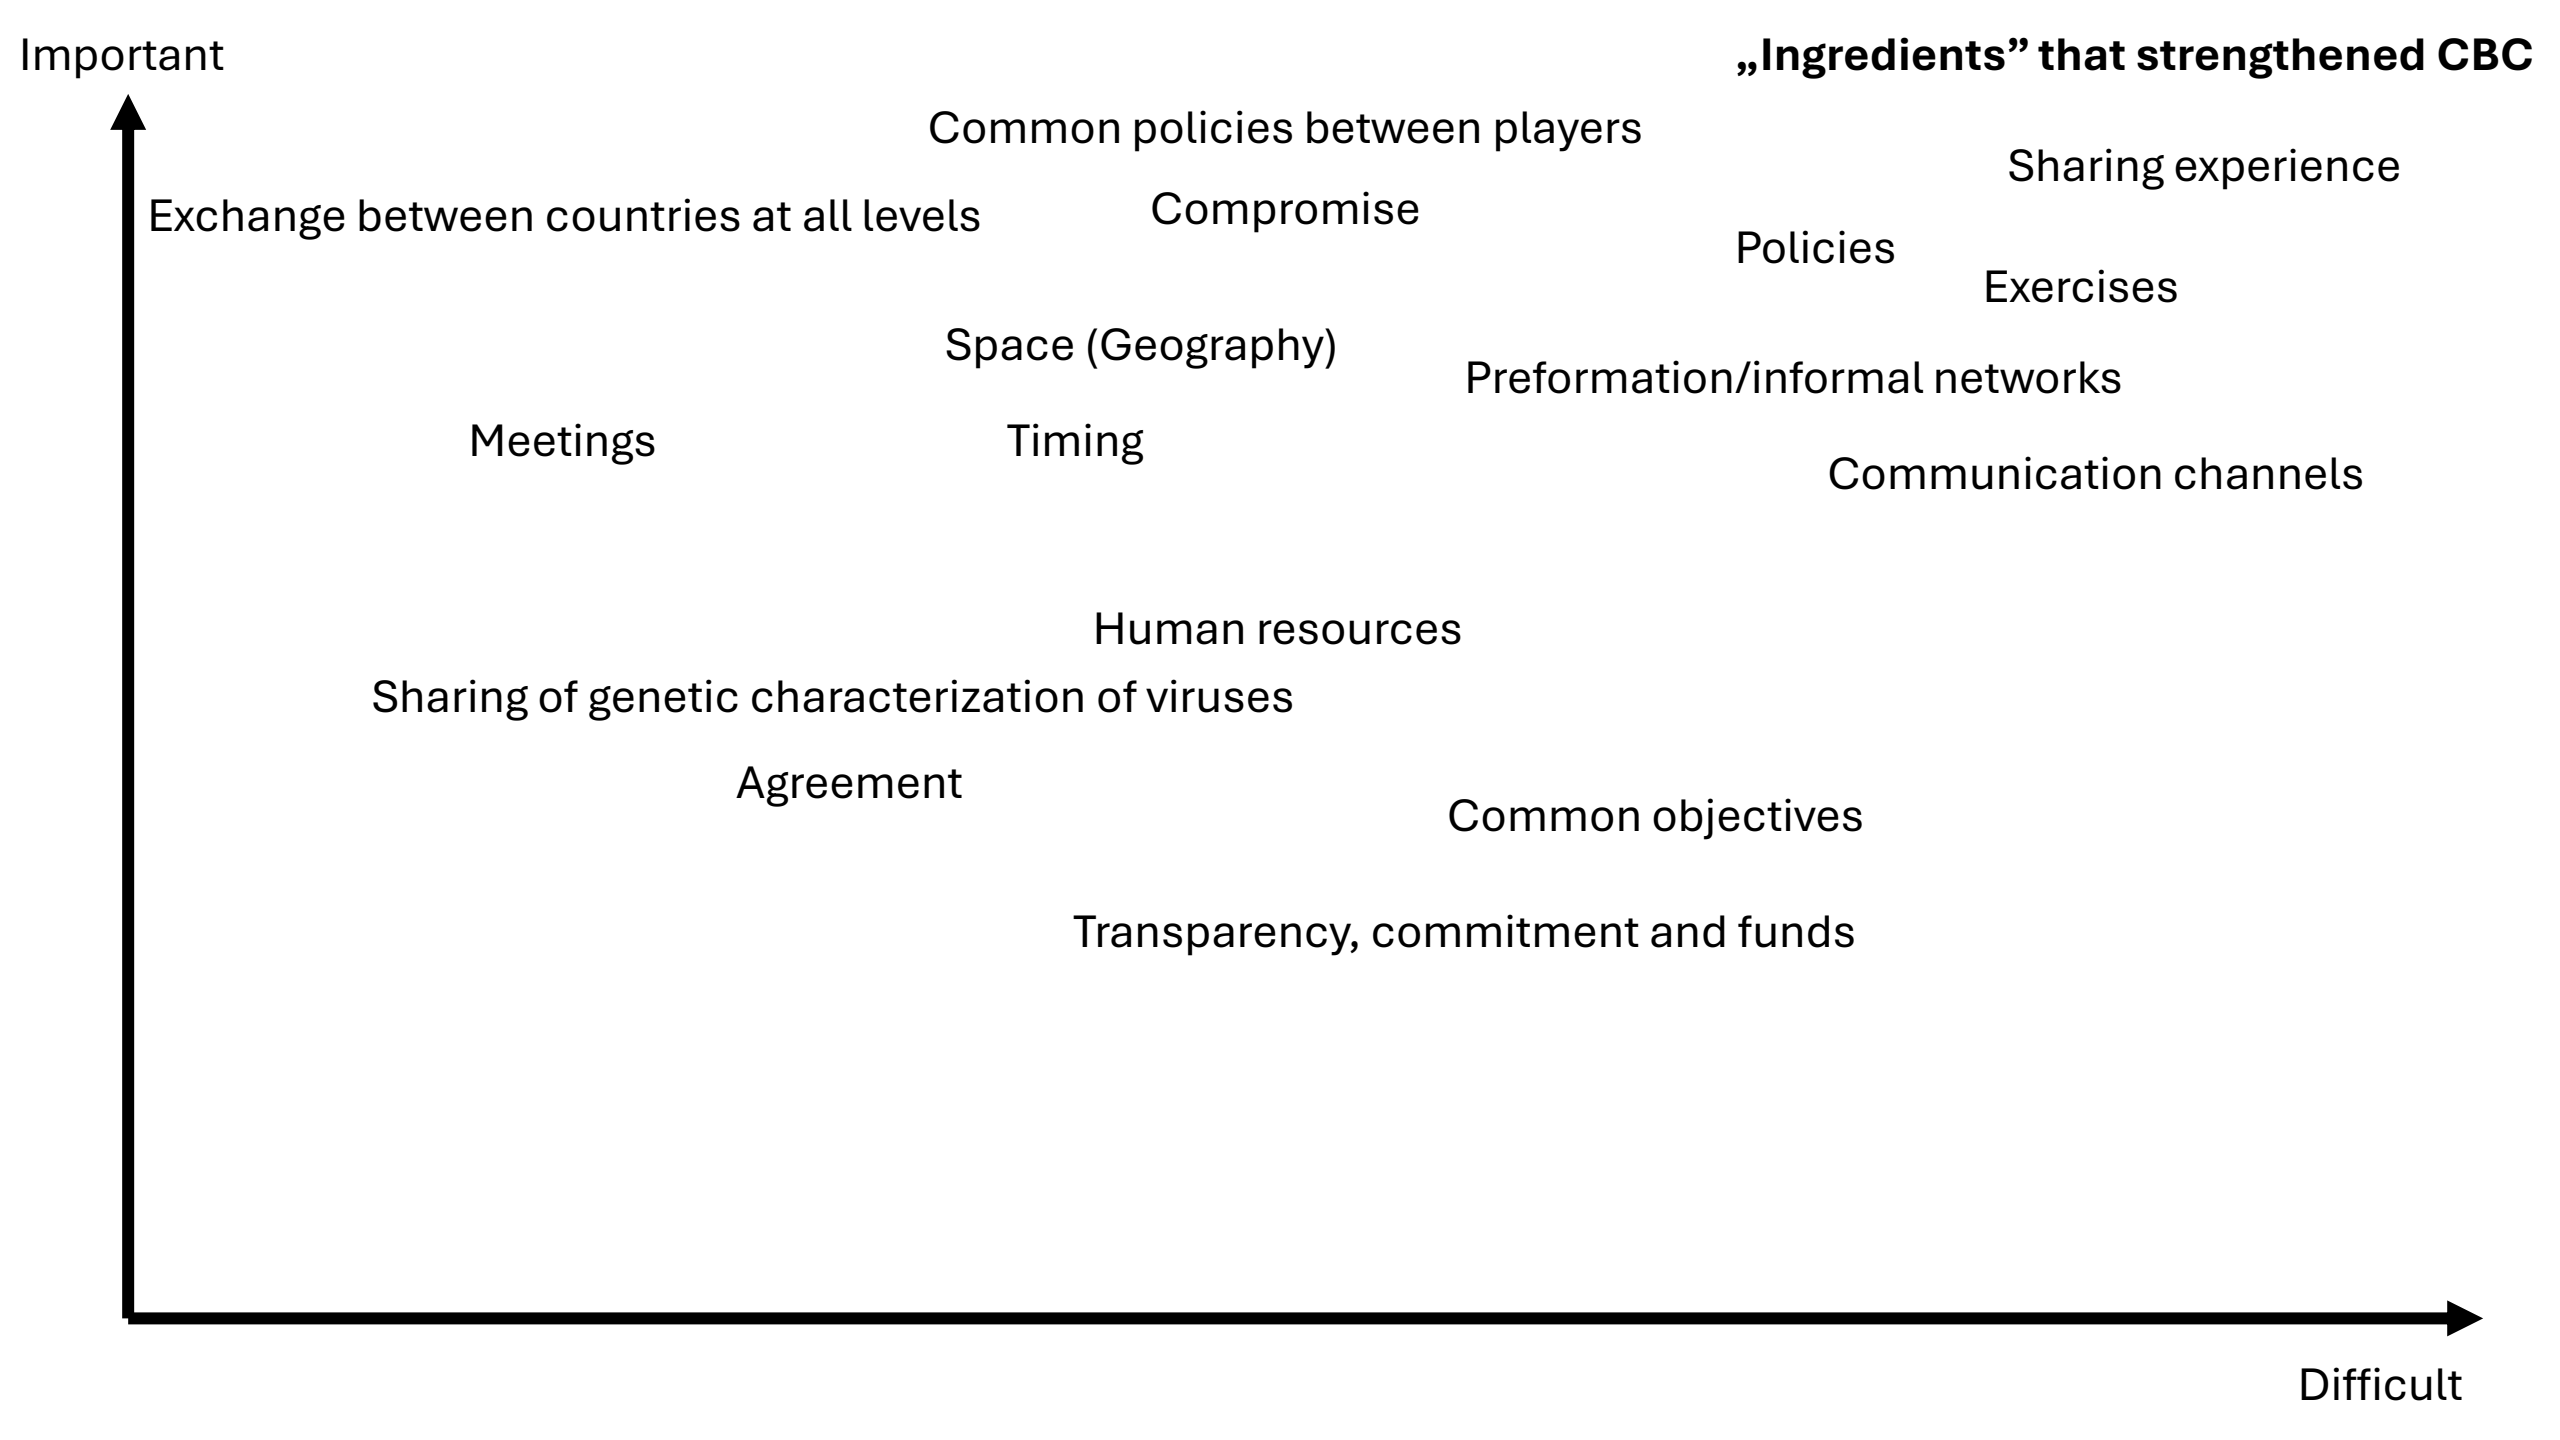 Important
„Ingredients” that strengthened CBC
Common policies between players
Sharing experience
Exchange between countries at all levels
Compromise
Policies
Exercises
Space (Geography)
Preformation/informal networks
Meetings
Timing
Communication channels
Human resources
Sharing of genetic characterization of viruses
Agreement
Common objectives
Transparency, commitment and funds
Difficult